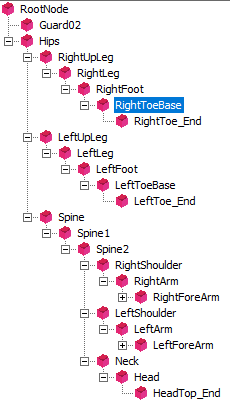 RootNode
Guard02
Hips
RightUpLeg
RightLeg
RightFoot
RightToeBase
RightToe_End
LeftUpLeg
LeftLeg
LeftFoot
LeftToeBase
LeftToe_End
Spine
Spine1
Spine2
RightShoulder
RightArm
RightForeArm
LeftShoulder
LeftArm
LeftForeArm
Neck
Head
HeadTop_End